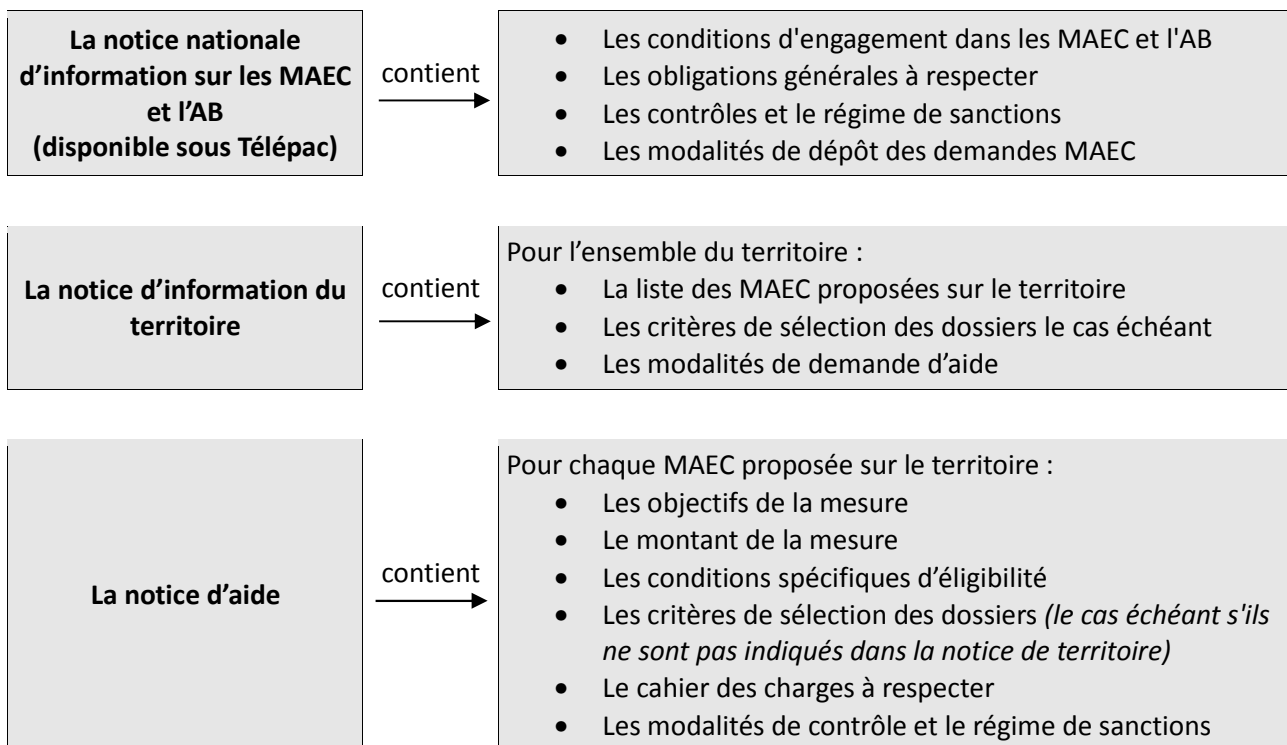 La notice nationale
d’information sur les MAEC
et l’AB
(disponible sous Télépac)
contient
• Les conditions d'engagement dans les MAEC et l'AB
• Les obligations générales à respecter
• Les contrôles et le régime de sanctions
• Les modalités de dépôt des demandes MAEC
La notice d’information du
territoire
contient
Pour l’ensemble du territoire :
• La liste des MAEC proposées sur le territoire
• Les critères de sélection des dossiers le cas échéant
• Les modalités de demande d’aide
La notice d’aide
contient
Pour chaque MAEC proposée sur le territoire :
• Les objectifs de la mesure
• Le montant de la mesure
• Les conditions spécifiques d’éligibilité
• Les critères de sélection des dossiers (le cas échéant s'ils
ne sont pas indiqués dans la notice de territoire)
• Le cahier des charges à respecter
• Les modalités de contrôle et le régime de sanctions